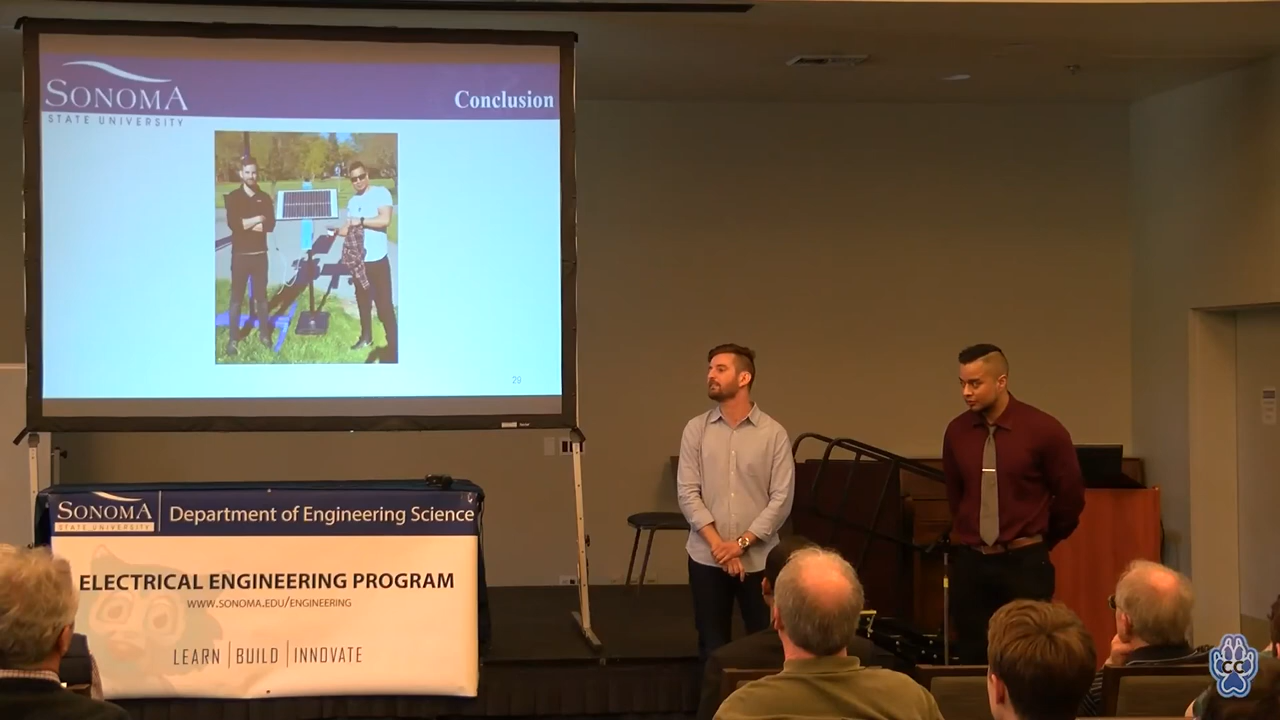 SONOMA
STATE UNIVERSITY
Conclusion
29
SONOMA
STATE UNIVERSITY
Department of Engineering Science
ELECTRICAL ENGINEERING PROGRAM
WWW.SONOMA.EDU/ENGINEERING
LEARN | BUILD | INNOVATE
CC